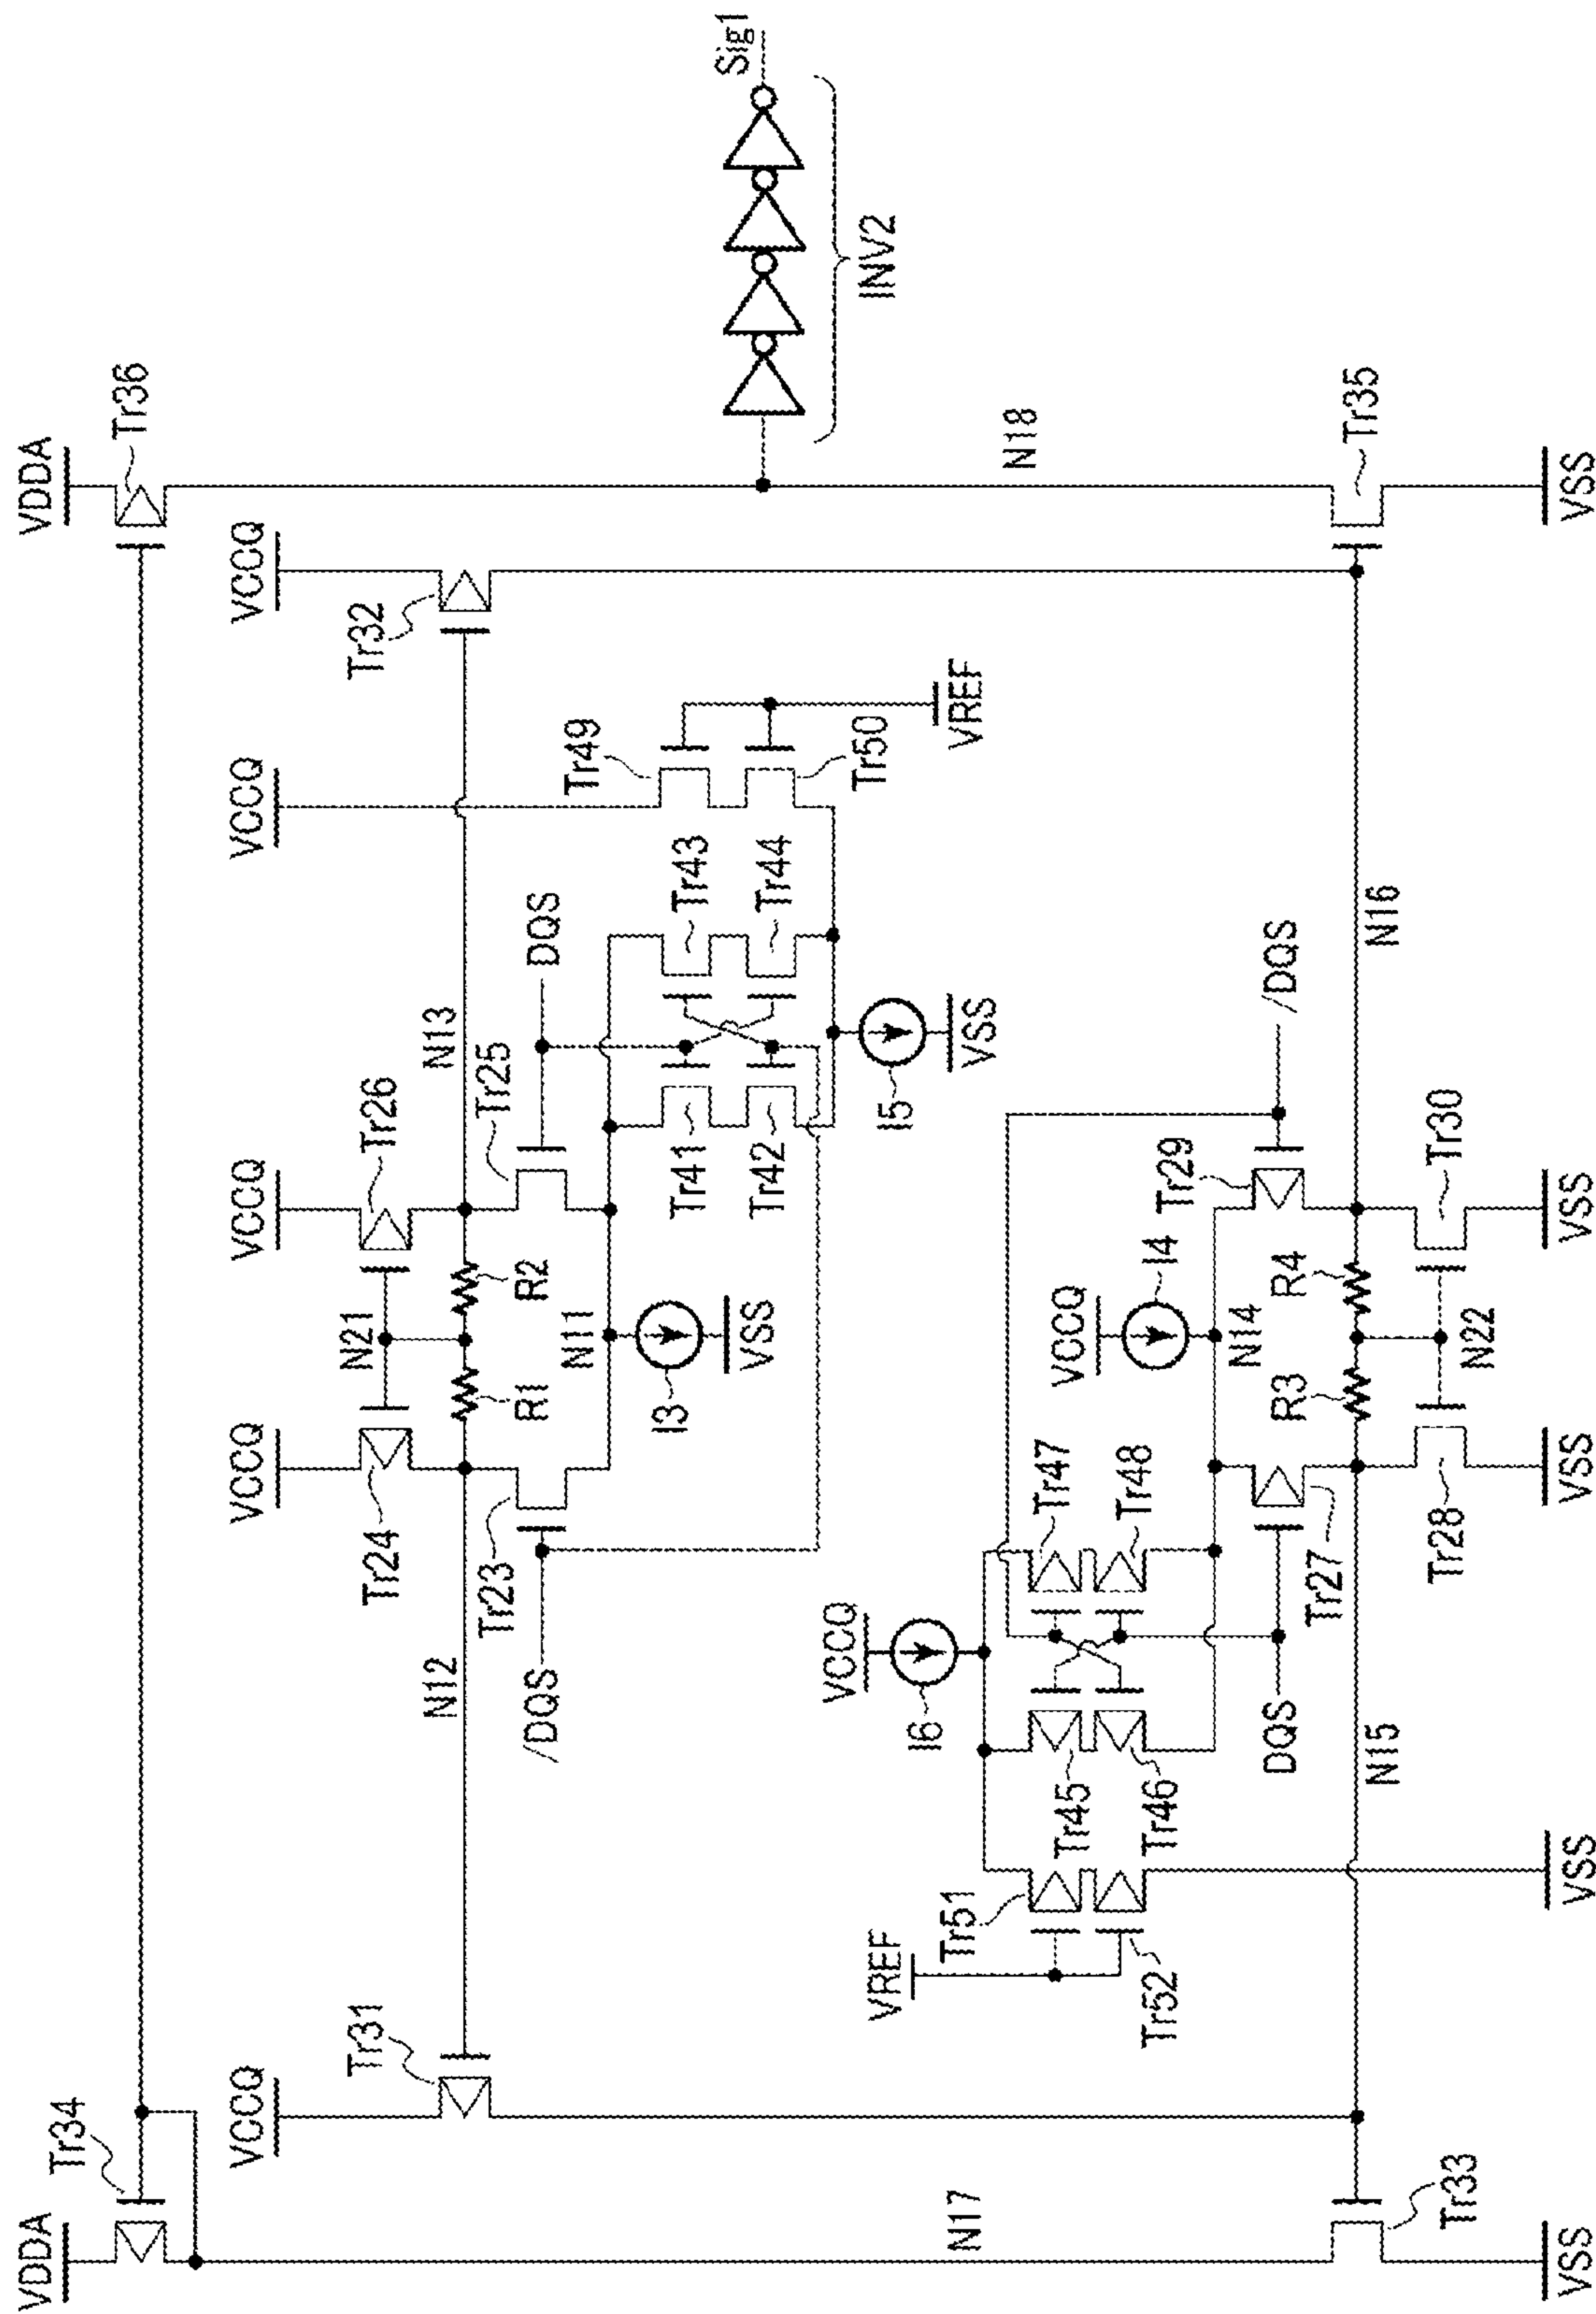 VDDA
Tr34
VDDA
Tr36
VCCQ
Tr31
VCCQ
Tr24
N21
VCCQ
Tr26
VCCQ
VCCQ
Tr32
N12
R1
R2
N13
/DQS
Tr23
N11
Tr25
DQS
I3
VSS
Tr41
Tr42
Tr43
Tr44
Tr49
Tr50
VREF
I5
VSS
Sig1
INV2
N18
VREF
Tr51
Tr52
VCCQ
I6
Tr45
Tr46
Tr47
Tr48
VCCQ
I4
N14
Tr29
/DQS
DQS
Tr27
R3
R4
N15
N16
N17
Tr33
VSS
VSS
Tr28
VSS
N22
Tr30
VSS
Tr35
VSS